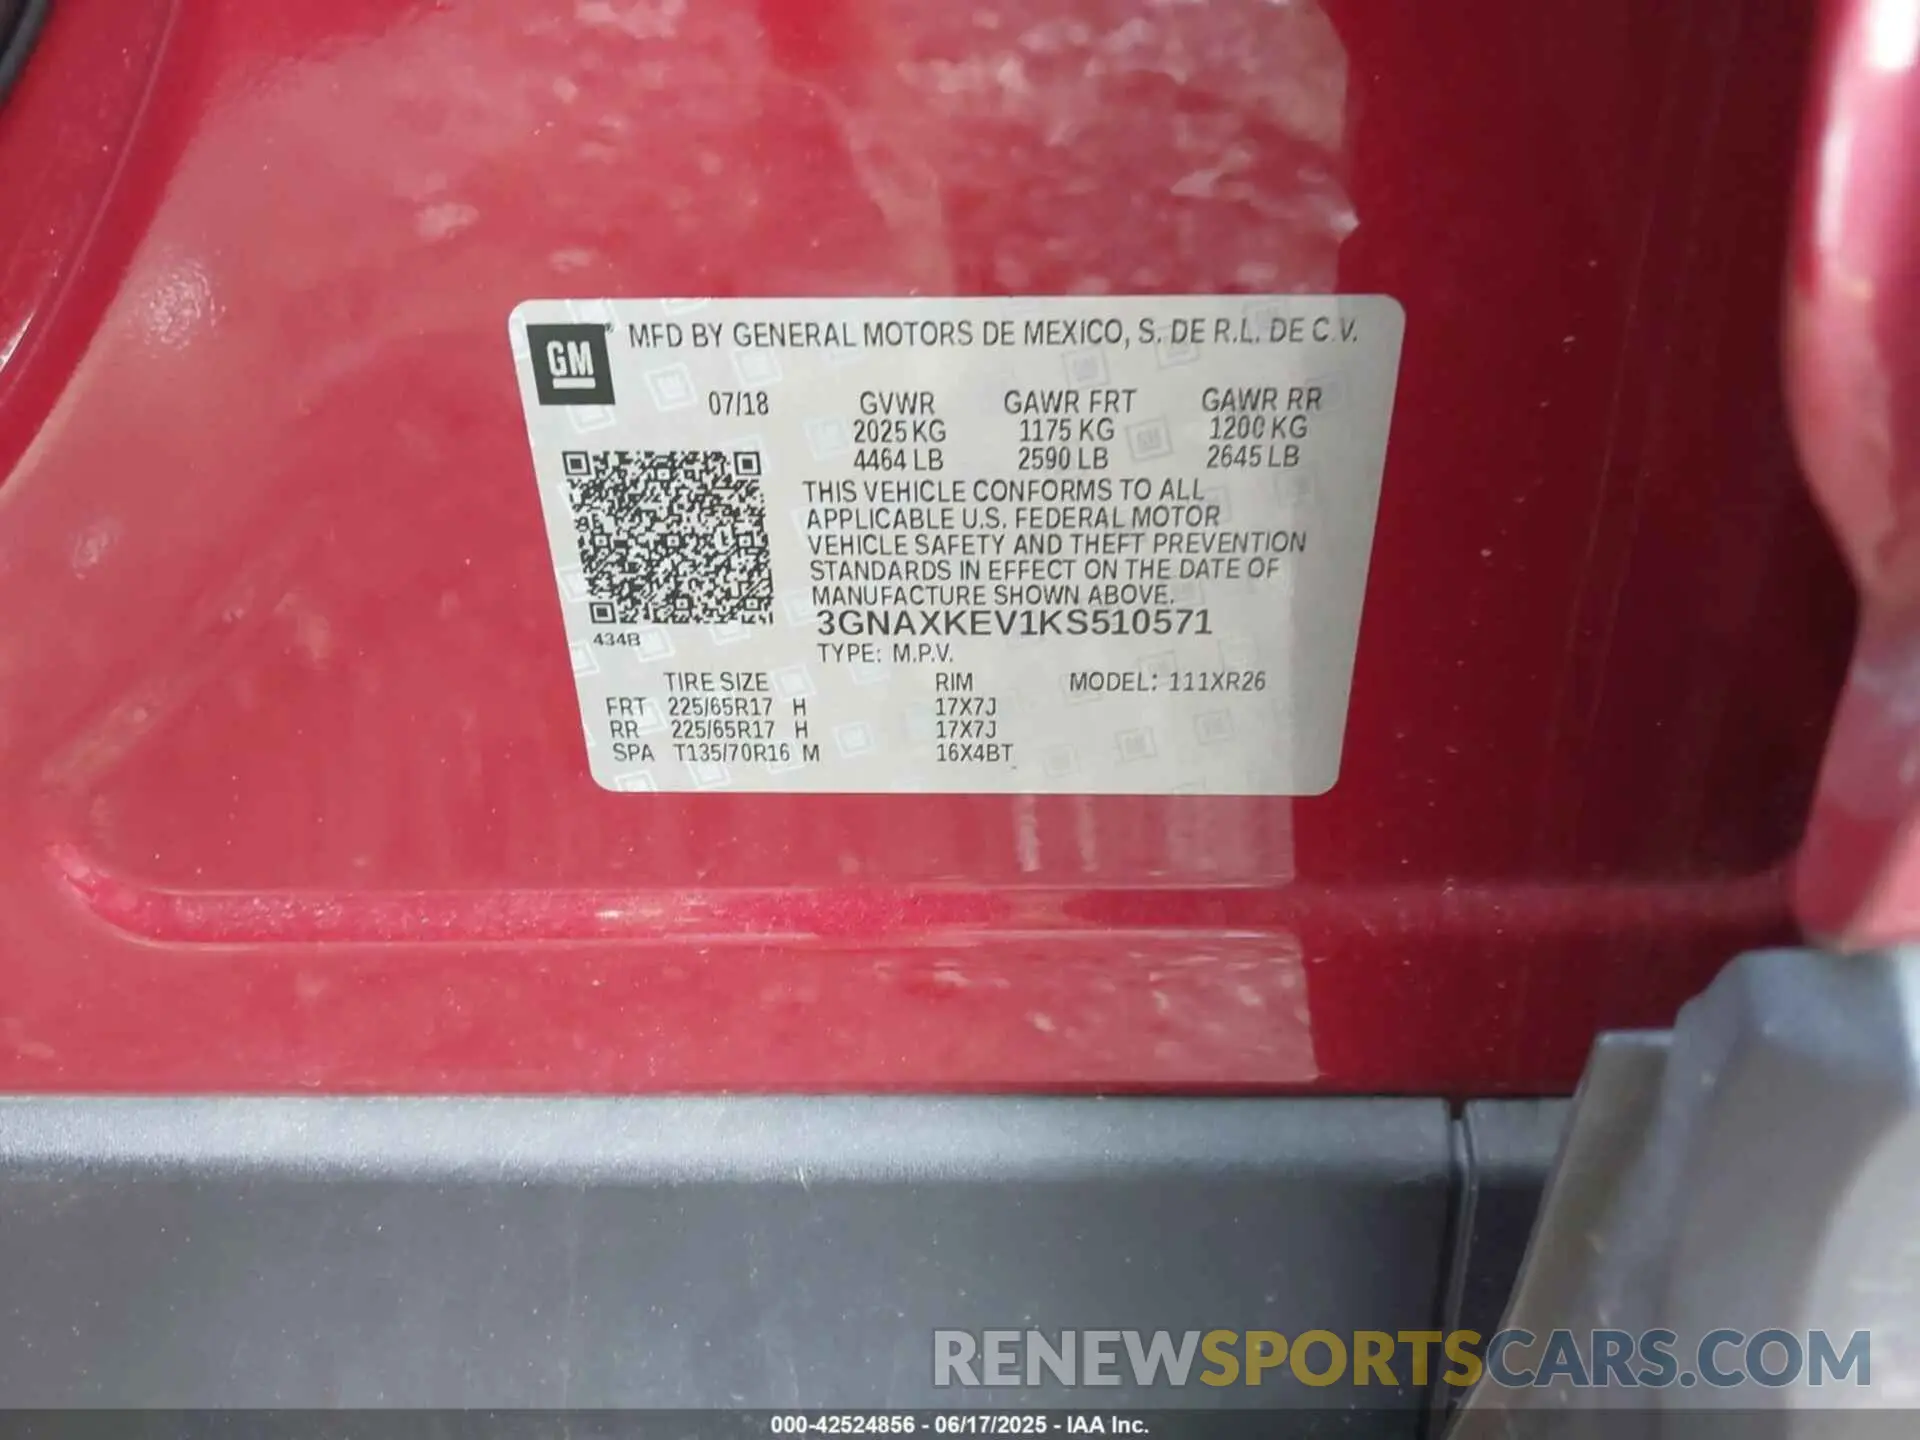 GM
MFD BY GENERAL MOTORS DE MEXICO, S. DE R.L. DE C.V.
07/18 GVWR GAWR FRT GAWR RR
2025 KG 1175 KG 1200 KG
4464 LB 2590 LB 2645 LB
THIS VEHICLE CONFORMS TO ALL
APPLICABLE U.S. FEDERAL MOTOR
VEHICLE SAFETY AND THEFT PREVENTION
STANDARDS IN EFFECT ON THE DATE OF
MANUFACTURE SHOWN ABOVE.
3GNAXKEV1KS510571
434B
TYPE: M.P.V.
TIRE SIZE RIM MODEL: 111XR26
FRT 225/65R17 H 17X7J
RR 225/65R17 H 17X7J
SPA T135/70R16 M 16X4BT
RENEWSPORTSCARS.COM
000-42524856 - 06/17/2025 - IAA Inc.